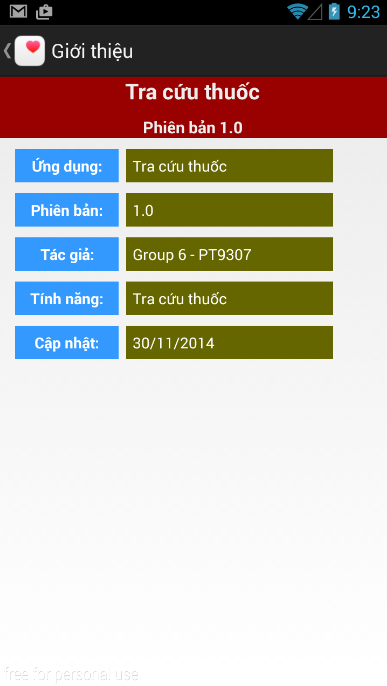 9:23
Giới thiệu
Tra cứu thuốc
Phiên bản 1.0
Ứng dụng: Tra cứu thuốc
Phiên bản: 1.0
Tác giả: Group 6 - PT9307
Tính năng: Tra cứu thuốc
Cập nhật: 30/11/2014
free for personal use